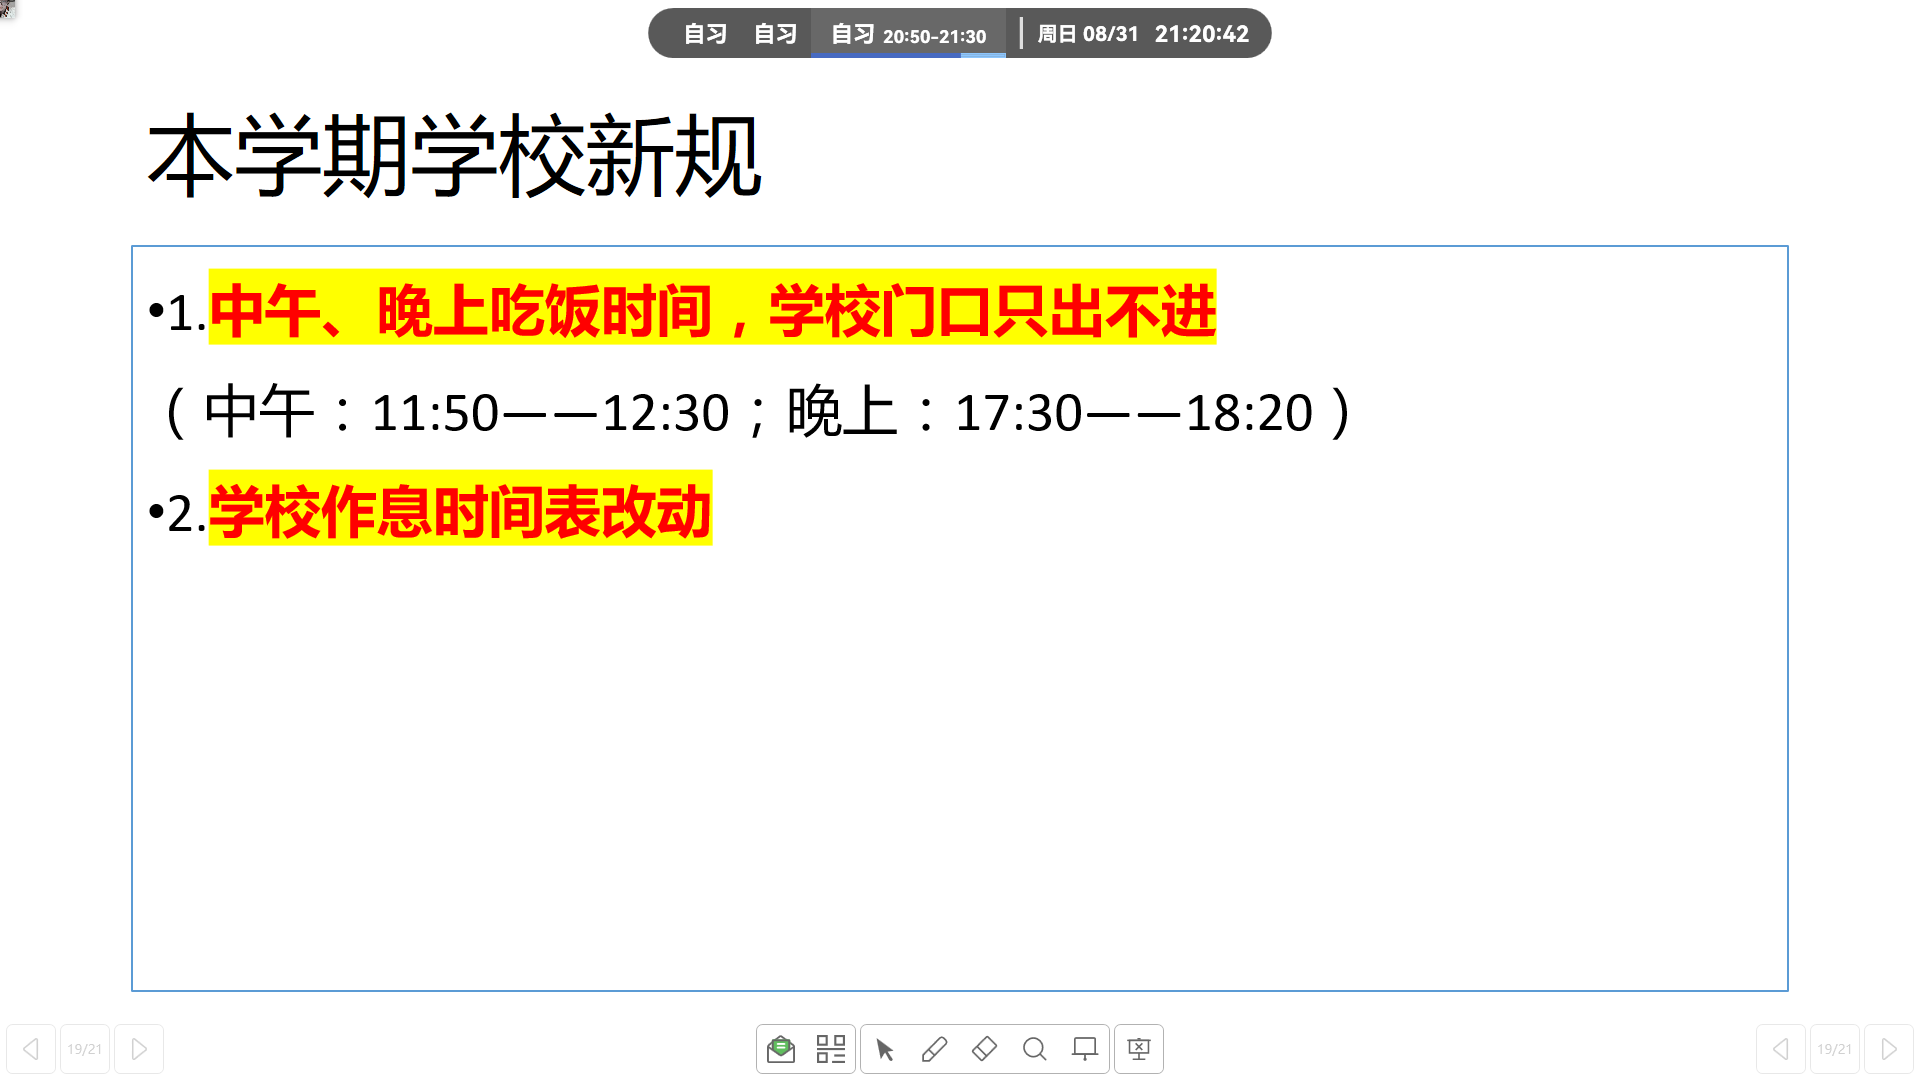 自习 自习 自习 20:50-21:30 周日 08/31 21:20:42
本学期学校新规
•1.中午、晚上吃饭时间，学校门口只出不进
（中午：11:50——12:30；晚上：17:30——18:20）
•2.学校作息时间表改动
19/21 19/21